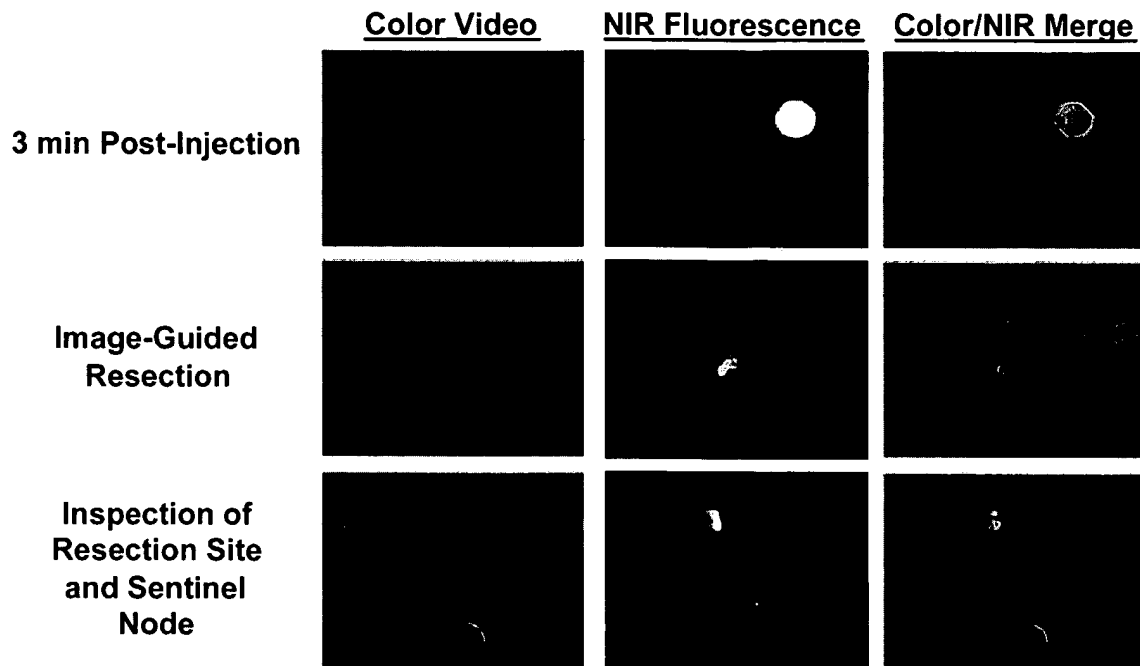 Color Video NIR Fluorescence Color/NIR Merge
3 min Post-Injection
Image-Guided
Resection
Inspection of
Resection Site
and Sentinel
Node